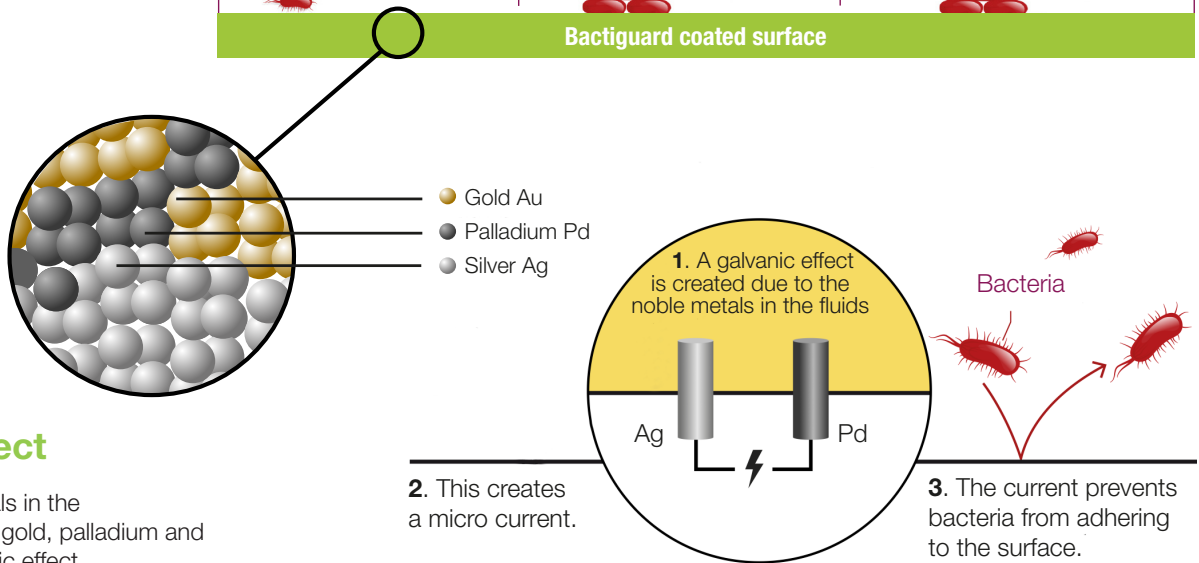 Bactiguard coated surface
Gold Au
Palladium Pd
Silver Ag
1. A galvanic effect
is created due to the
noble metals in the fluids
Ag
Pd
Bacteria
2. This creates
a micro current.
3. The current prevents
bacteria from adhering
to the surface.
ect
ls in the
gold, palladium and
ic effect